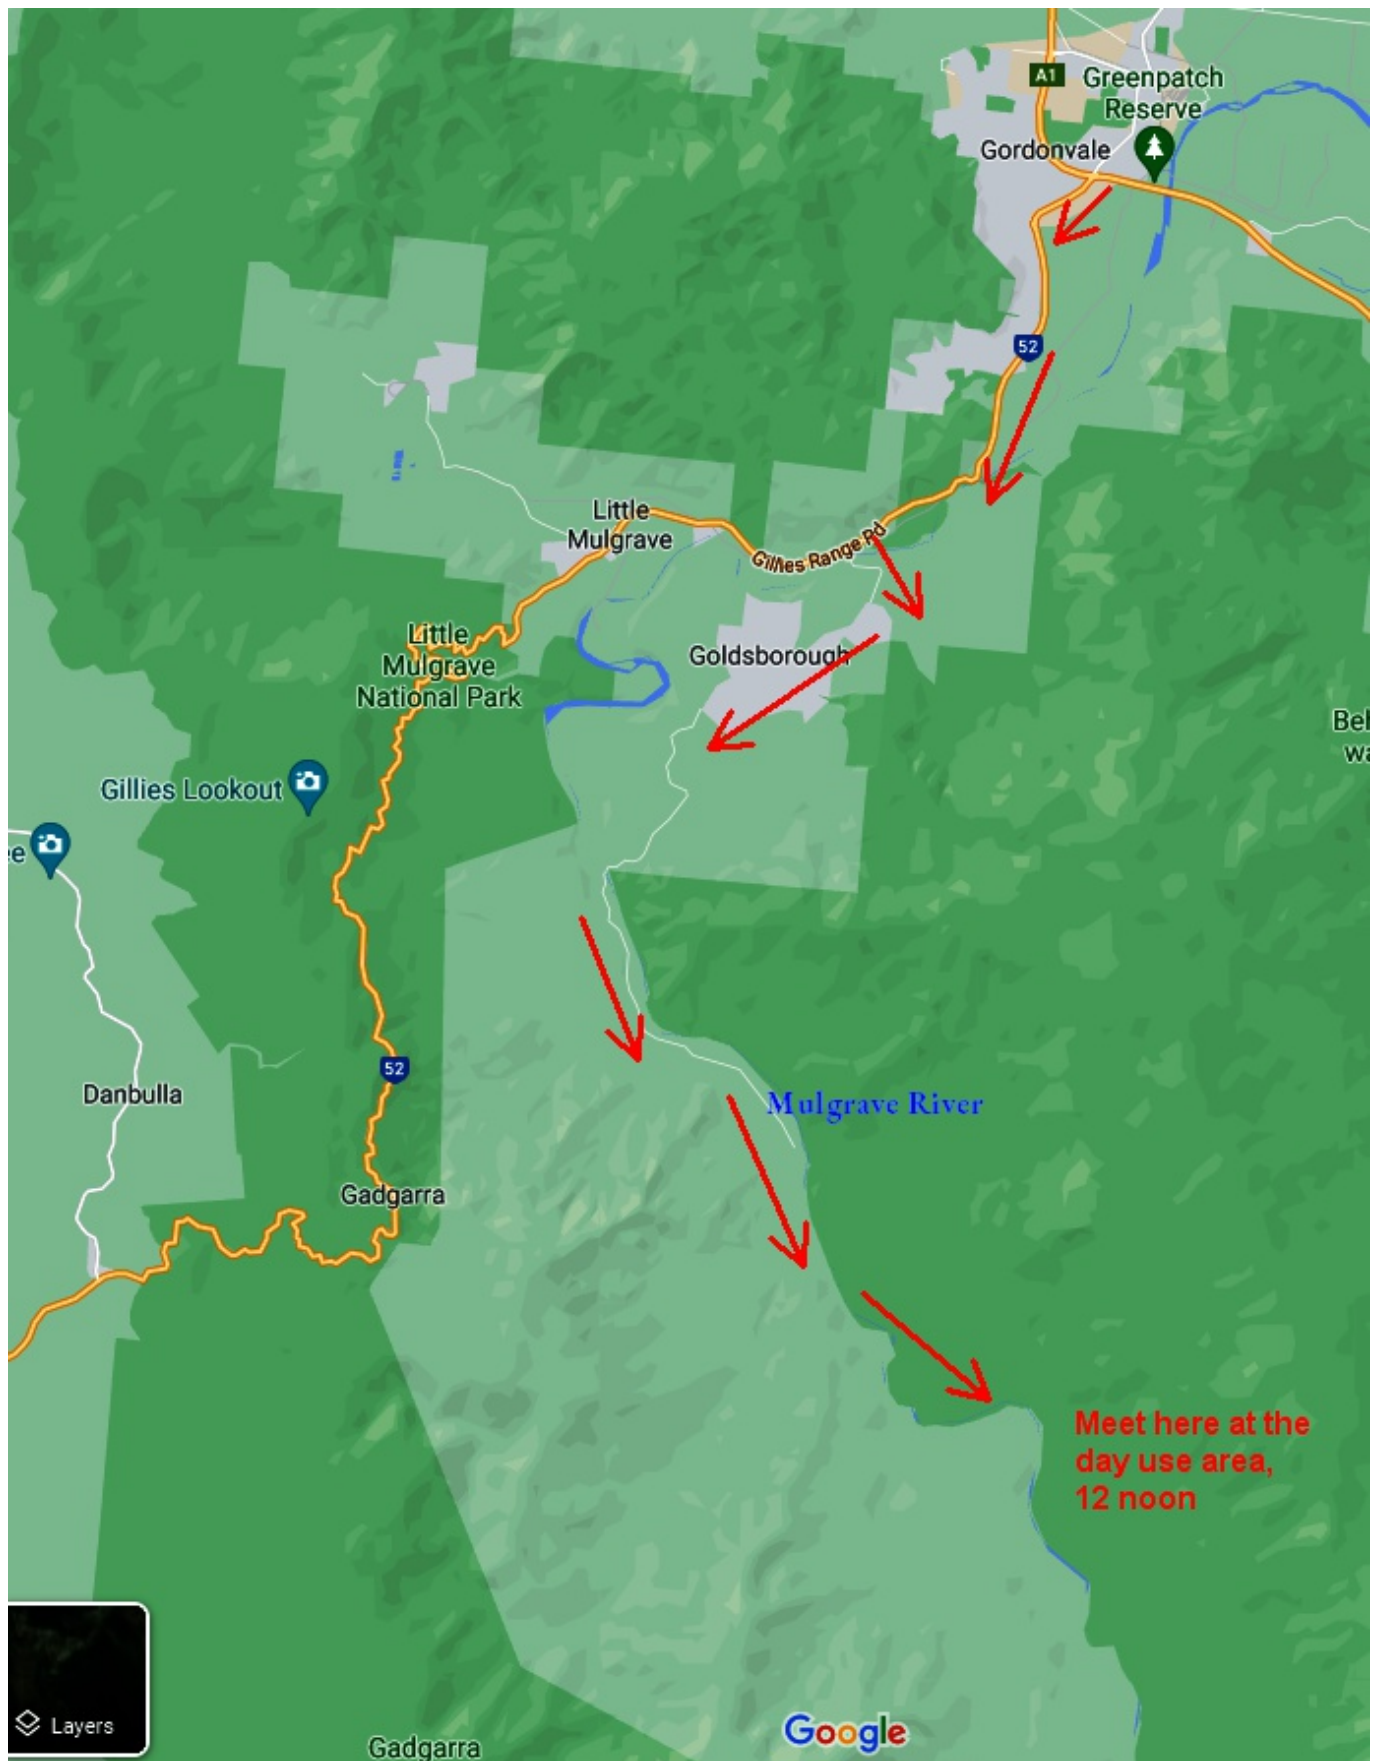 A1
Greenpatch
Reserve
Gordonvale
52
Little
Mulgrave
Gillies Range Rd
Little
Mulgrave
National Park
Goldsborough
Gillies Lookout
ee
Danbulla
52
Gadgarra
Mulgrave River
Meet here at the
day use area,
12 noon
Layers
Google
Gadgarra